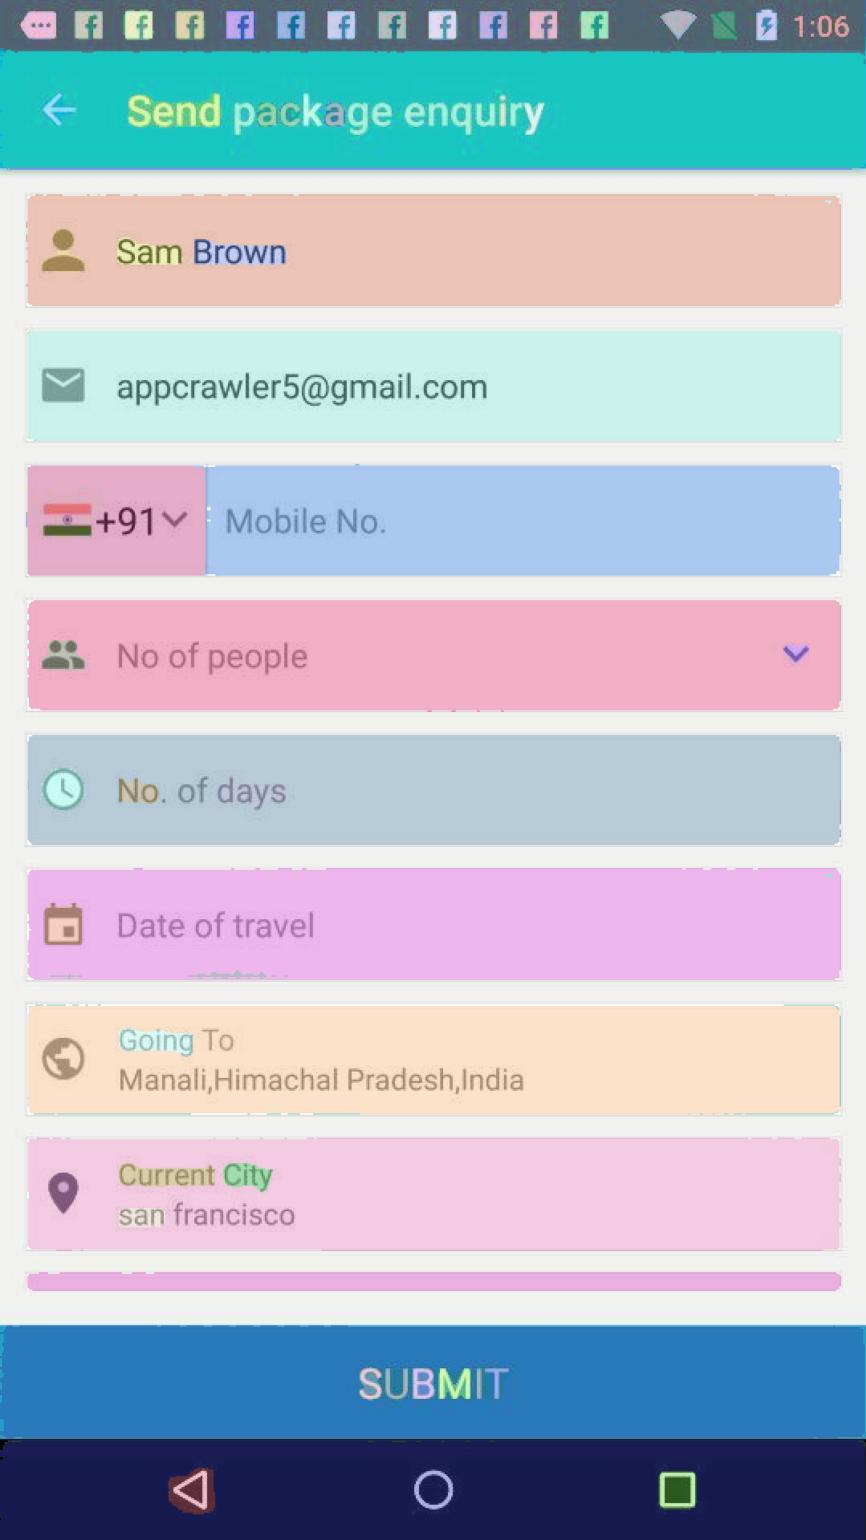 1:06
Send package enquiry
Sam Brown
appcrawler5@gmail.com
+91 Mobile No.
No of people
No. of days
Date of travel
Going To
Manali,Himachal Pradesh,India
Current City
san francisco
SUBMIT